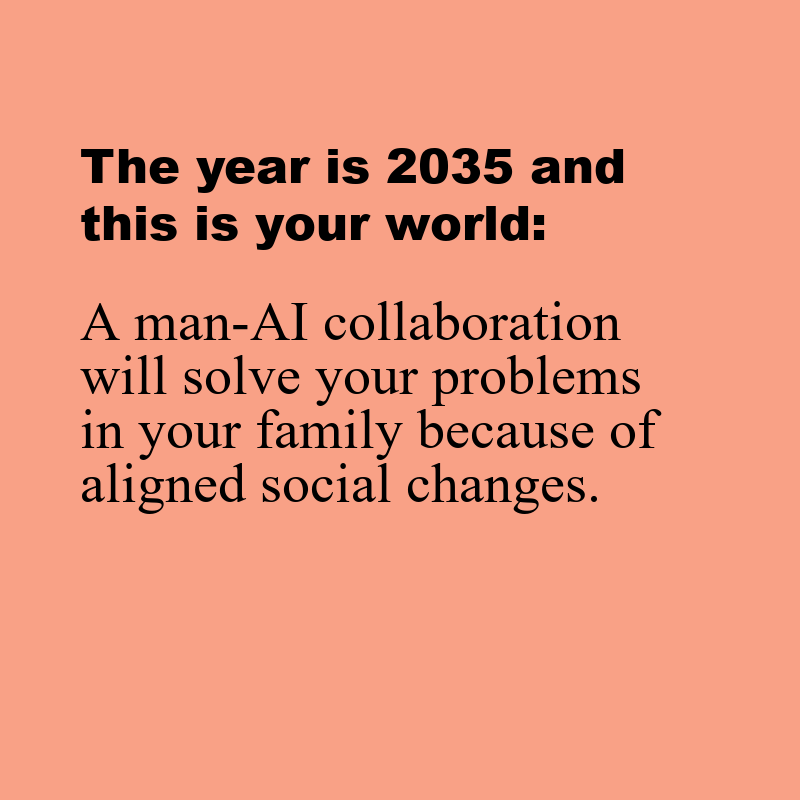 The year is 2035 and
this is your world:
A man-AI collaboration
will solve your problems
in your family because of
aligned social changes.